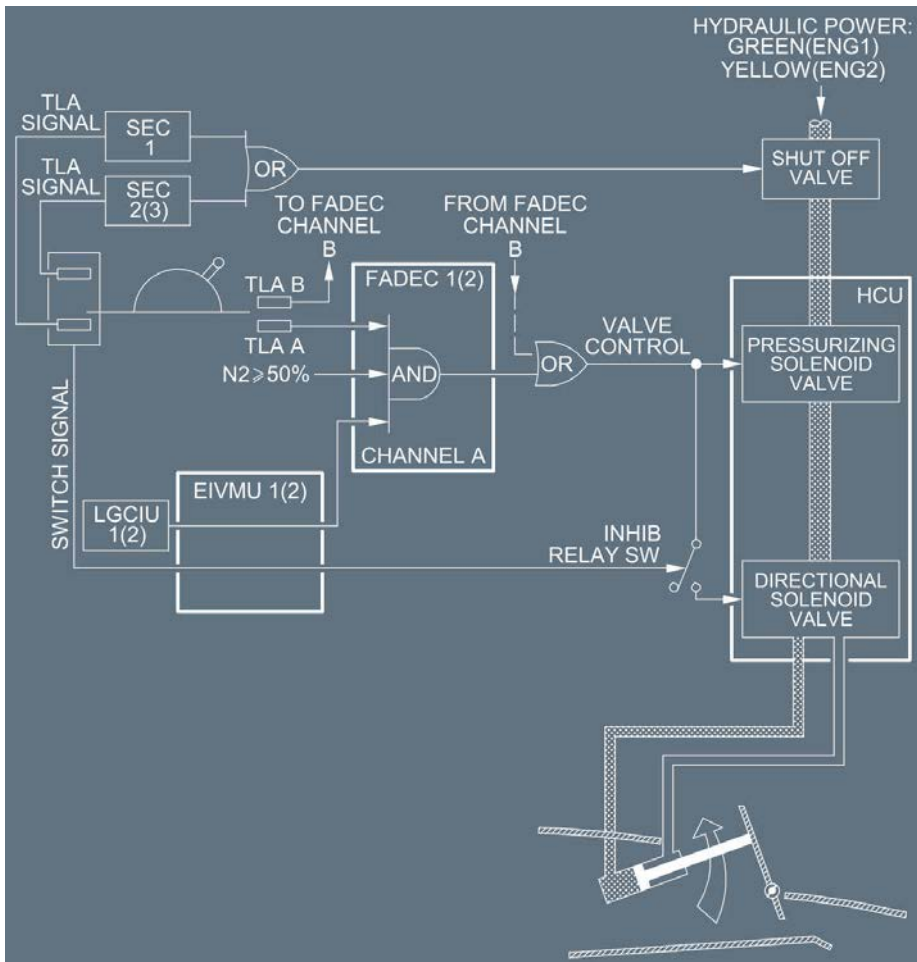 HYDRAULIC POWER:
GREEN(ENG1)
YELLOW(ENG2)
TLA
SIGNAL
SEC
1
TLA
SIGNAL
SEC
2(3)
OR
SHUT OFF
VALVE
TO FADEC
CHANNEL
B
FROM FADEC
CHANNEL
B
TLA B
TLA A
N2⩾50%
FADEC 1(2)
AND
CHANNEL A
OR
VALVE
CONTROL
HCU
PRESSURIZING
SOLENOID
VALVE
SWITCH SIGNAL
LGCIU
1(2)
EIVMU 1(2)
INHIB
RELAY SW
DIRECTIONAL
SOLENOID
VALVE